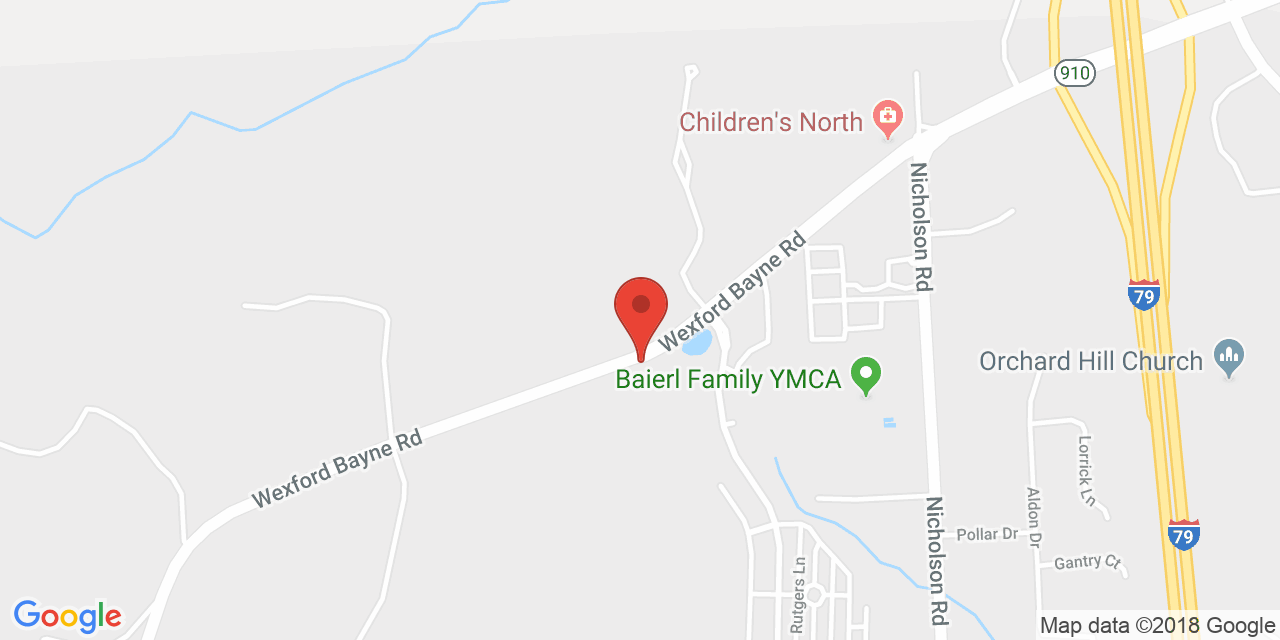 910
Children's North
Nicholson Rd
Wexford Bayne Rd
79
Orchard Hill Church
Baierl Family YMCA
Wexford Bayne Rd
Lorrick Ln
Aldon Dr
Nicholson Rd
Pollar Dr
79
Gantry Ct
Rutgers Ln
Google
Map data ©2018 Google